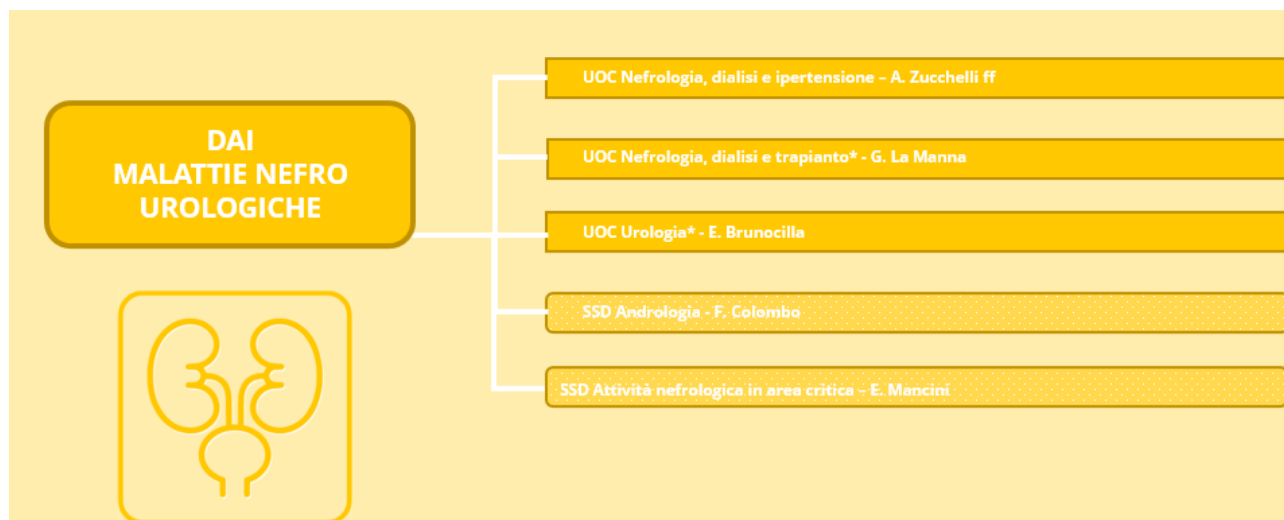 DAI
MALATTIE NEFRO
UROLOGICHE
UOC Nefrologia, dialisi e ipertensione – A. Zucchelli ff
UOC Nefrologia, dialisi e trapianto* - G. La Manna
UOC Urologia* - E. Brunocilla
SSD Andrologia - F. Colombo
SSD Attività nefrologica in area critica – E. Mancini